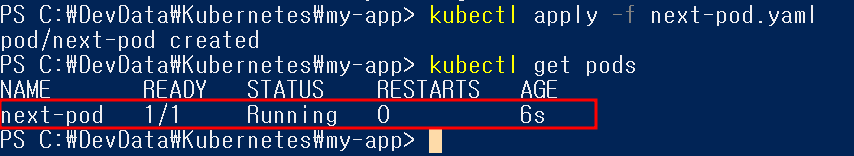 PS C:₩DevData₩Kubernetes₩my-app> kubectl apply -f next-pod.yaml
pod/next-pod created
PS C:₩DevData₩Kubernetes₩my-app> kubectl get pods
NAME READY STATUS RESTARTS AGE
next-pod 1/1 Running 0 6s
PS C:₩DevData₩Kubernetes₩my-app>